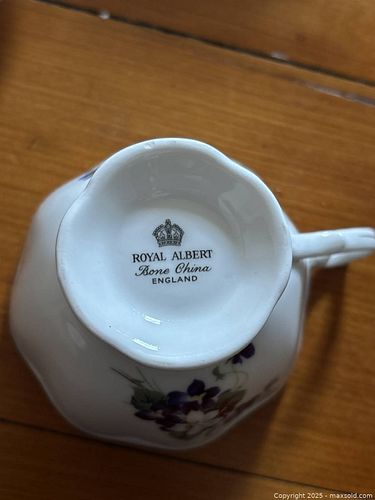 ROYAL ALBERT
Bone China
ENGLAND
Copyright 2025 - maxsold.com